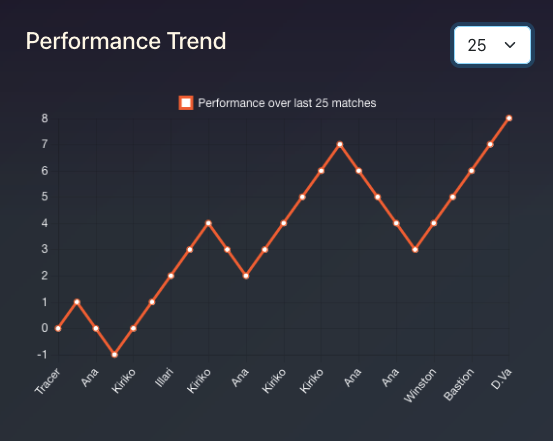 Performance Trend
25
Performance over last 25 matches
8
7
6
5
4
3
2
1
0
-1
Tracer
Ana
Kiriko
Illari
Kiriko
Ana
Kiriko
Kiriko
Ana
Ana
Winston
Bastion
D.Va